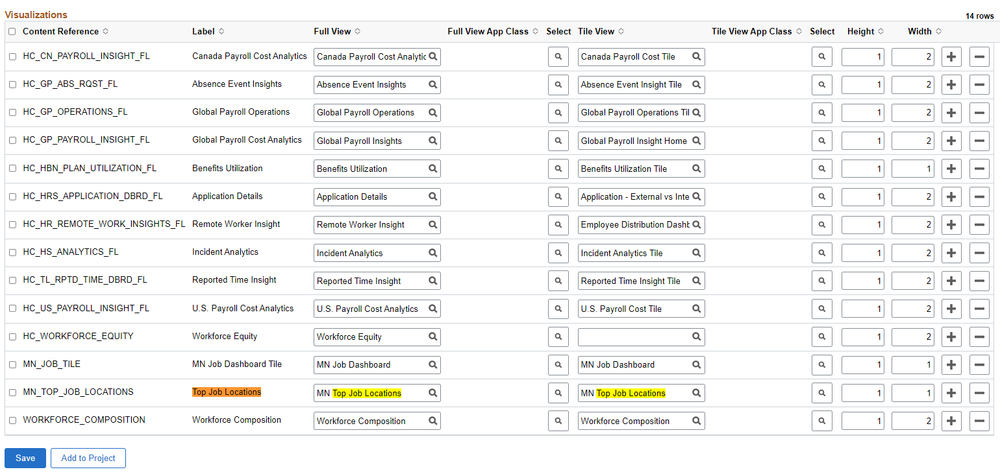 Visualizations
14 rows
Content Reference Label Full View Full View App Class Select Tile View Tile View App Class Select Height Width
HC_CN_PAYROLL_INSIGHT_FL Canada Payroll Cost Analytics Canada Payroll Cost Analytic Canada Payroll Cost Tile 1 2
HC_GP_ABS_RQST_FL Absence Event Insights Absence Event Insights Absence Event Insight Tile 1 2
HC_GP_OPERATIONS_FL Global Payroll Operations Global Payroll Operations Global Payroll Operations Til 1 2
HC_GP_PAYROLL_INSIGHT_FL Global Payroll Cost Analytics Global Payroll Insights Global Payroll Insight Home 1 2
HC_HBN_PLAN_UTILIZATION_FL Benefits Utilization Benefits Utilization Benefits Utilization Tile 1 1
HC_HRS_APPLICATION_DBRD_FL Application Details Application Details Application - External vs Inte 1 2
HC_HR_REMOTE_WORK_INSIGHTS_FL Remote Worker Insight Remote Worker Insight Employee Distribution Dashb 1 2
HC_HS_ANALYTICS_FL Incident Analytics Incident Analytics Incident Analytics Tile 1 2
HC_TL_RPTD_TIME_DBRD_FL Reported Time Insight Reported Time Insight Reported Time Insight Tile 1 2
HC_US_PAYROLL_INSIGHT_FL U.S. Payroll Cost Analytics U.S. Payroll Cost Analytics U.S. Payroll Cost Tile 1 2
HC_WORKFORCE_EQUITY Workforce Equity Workforce Equity 1 2
MN_JOB_TILE MN Job Dashboard Tile MN Job Dashboard MN Job Dashboard 1 1
MN_TOP_JOB_LOCATIONS Top Job Locations MN Top Job Locations MN Top Job Locations 1 1
WORKFORCE_COMPOSITION Workforce Composition Workforce Composition Workforce Composition 1 2
Save Add to Project